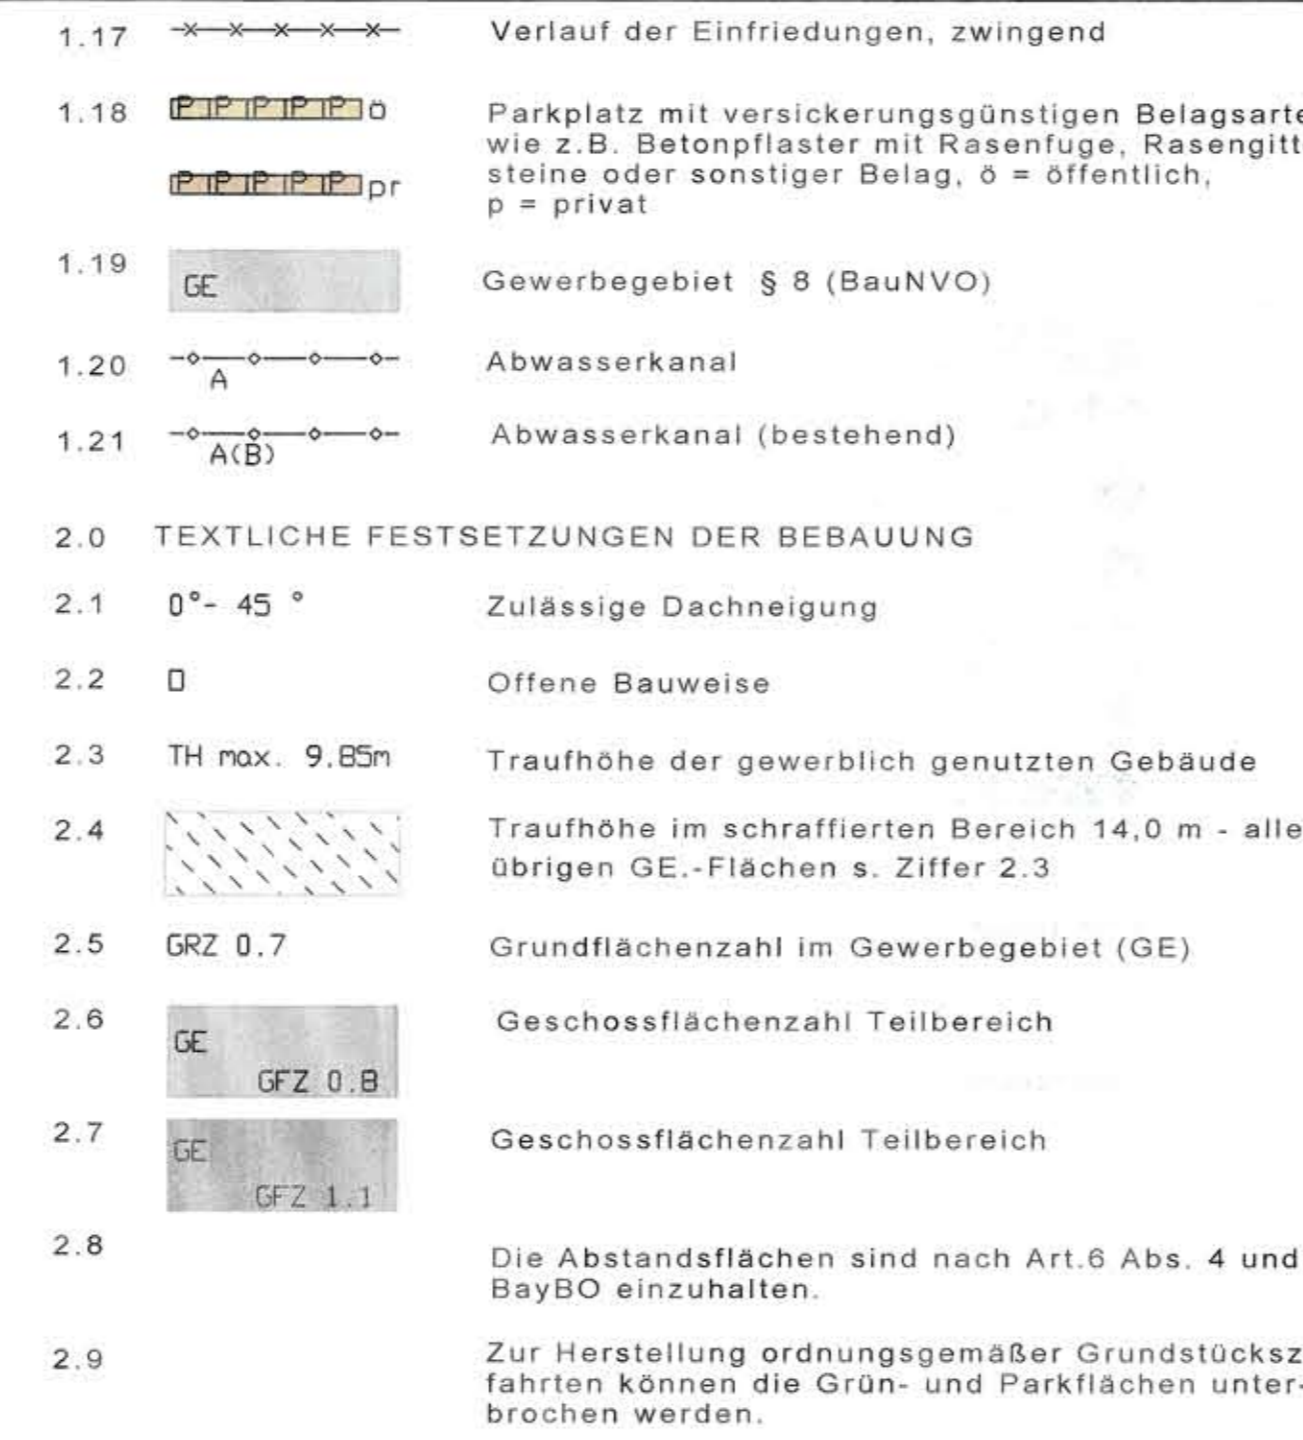 1.17 Verlauf der Einfriedungen, zwingend
1.18 P P P P P ö Parkplatz mit versickerungsgünstigen Belagsarte
wie z.B. Betonpflaster mit Rasenfuge, Rasengitt
P P P P P pr steine oder sonstiger Belag, ö = öffentlich,
p = privat
1.19 GE Gewerbegebiet § 8 (BauNVO)
1.20 A Abwasserkanal
1.21 A(B) Abwasserkanal (bestehend)
2.0 TEXTLICHE FESTSETZUNGEN DER BEBAUUNG
2.1 0°- 45 ° Zulässige Dachneigung
2.2 O Offene Bauweise
2.3 TH max. 9.85m Traufhöhe der gewerblich genutzten Gebäude
2.4 Traufhöhe im schraffierten Bereich 14,0 m - alle
übrigen GE.-Flächen s. Ziffer 2.3
2.5 GRZ 0.7 Grundflächenzahl im Gewerbegebiet (GE)
2.6 GE Geschossflächenzahl Teilbereich
GFZ 0.8
2.7 GE Geschossflächenzahl Teilbereich
GFZ 1.1
2.8 Die Abstandsflächen sind nach Art.6 Abs. 4 und
BayBO einzuhalten.
2.9 Zur Herstellung ordnungsgemäßer Grundstücksz
fahrten können die Grün- und Parkflächen unter-
brochen werden.